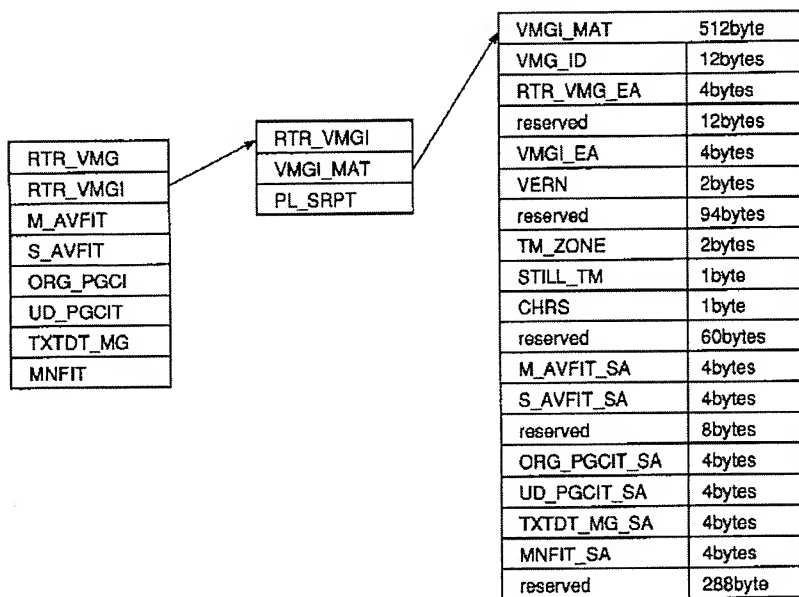 RTR_VMG
RTR_VMGI
M_AVFIT
S_AVFIT
ORG_PGCI
UD_PGCIT
TXTDT_MG
MNFIT
RTR_VMGI
VMGI_MAT
PL_SRPT
VMGI_MAT 512byte
VMG_ID 12bytes
RTR_VMG_EA 4bytes
reserved 12bytes
VMGI_EA 4bytes
VERN 2bytes
reserved 94bytes
TM_ZONE 2bytes
STILL_TM 1byte
CHRS 1byte
reserved 60bytes
M_AVFIT_SA 4bytes
S_AVFIT_SA 4bytes
reserved 8bytes
ORG_PGCIT_SA 4bytes
UD_PGCIT_SA 4bytes
TXTDT_MG_SA 4bytes
MNFIT_SA 4bytes
reserved 288byte